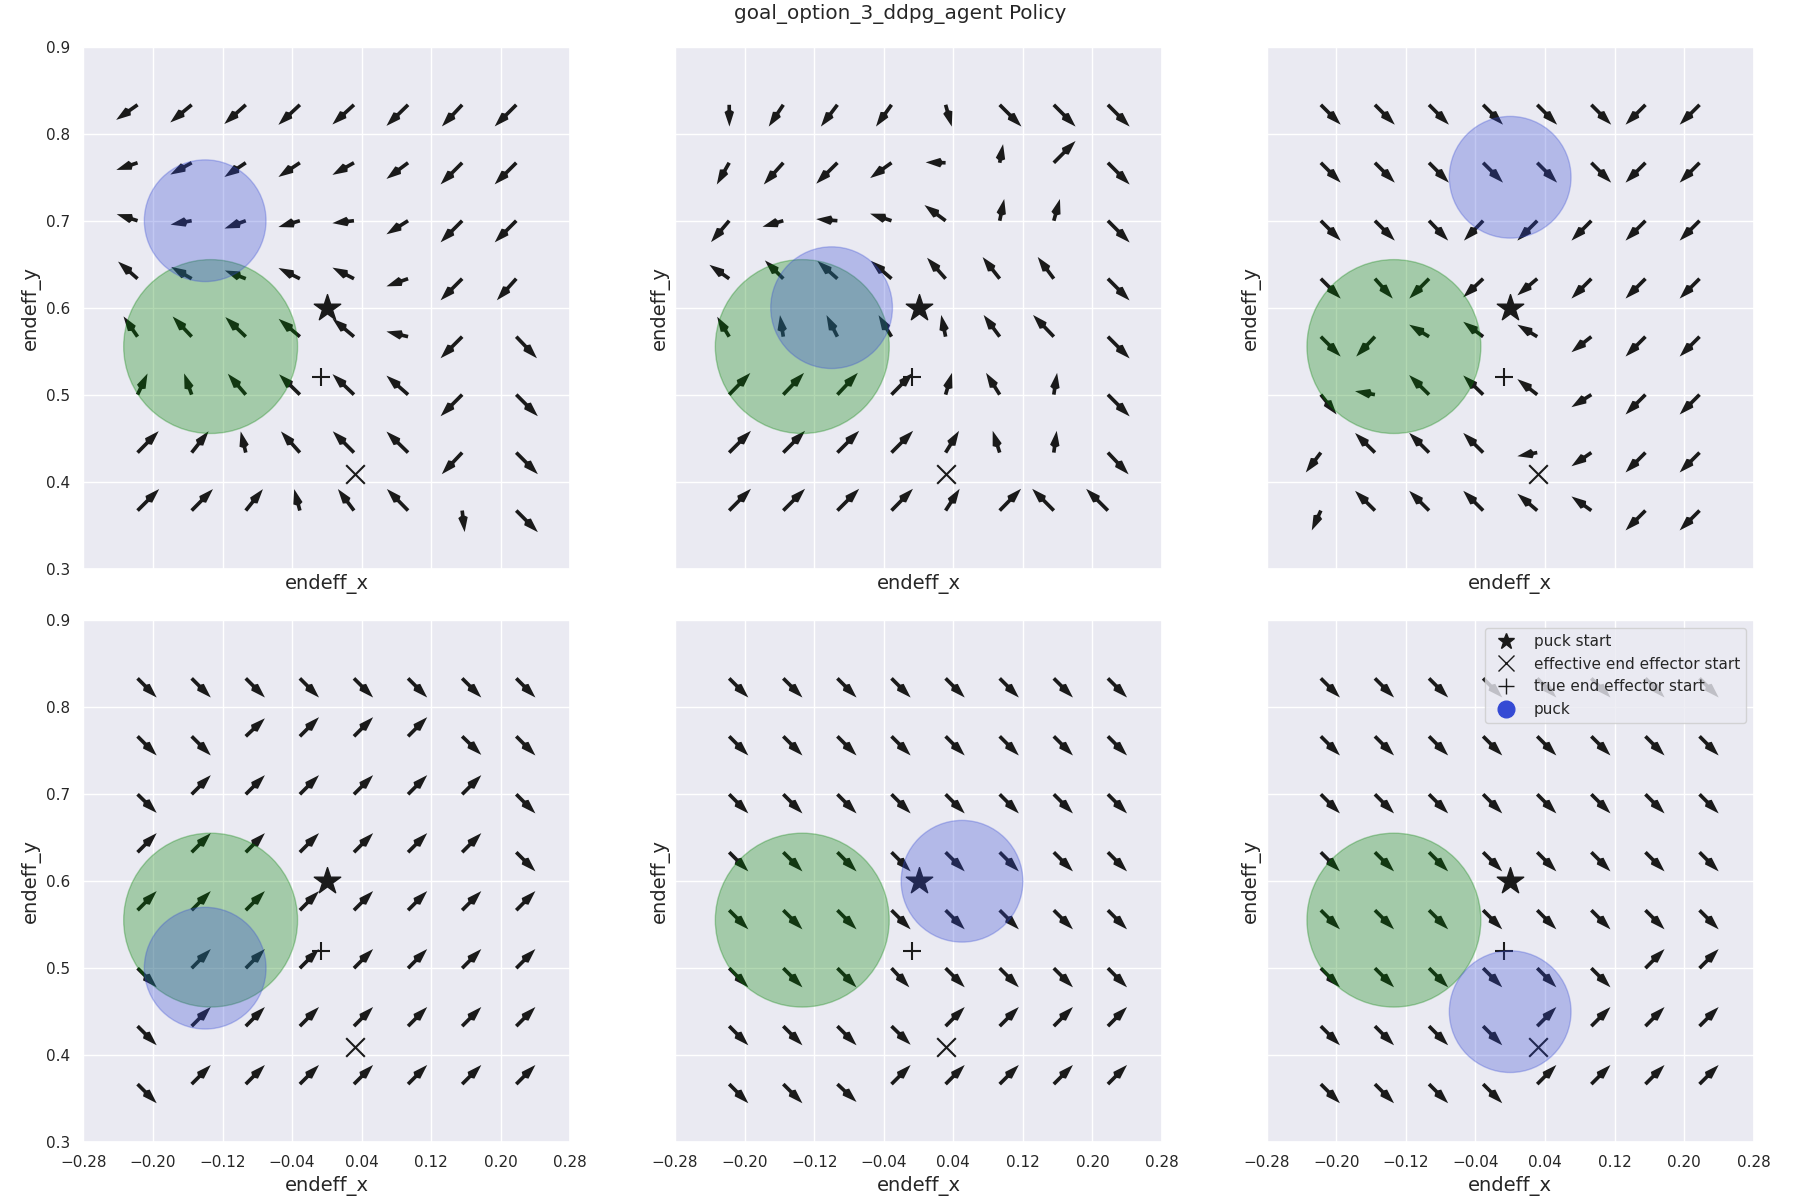 goal_option_3_ddpg_agent Policy
0.9
0.8
0.7
0.6
0.5
0.4
0.3
endeff_y
endeff_x
endeff_y
endeff_x
endeff_y
endeff_x
0.9
0.8
0.7
0.6
0.5
0.4
0.3
endeff_y
−0.28 −0.20 −0.12 −0.04 0.04 0.12 0.20 0.28
endeff_x
endeff_y
−0.28 −0.20 −0.12 −0.04 0.04 0.12 0.20 0.28
endeff_x
puck start
effective end effector start
true end effector start
puck
endeff_y
−0.28 −0.20 −0.12 −0.04 0.04 0.12 0.20 0.28
endeff_x